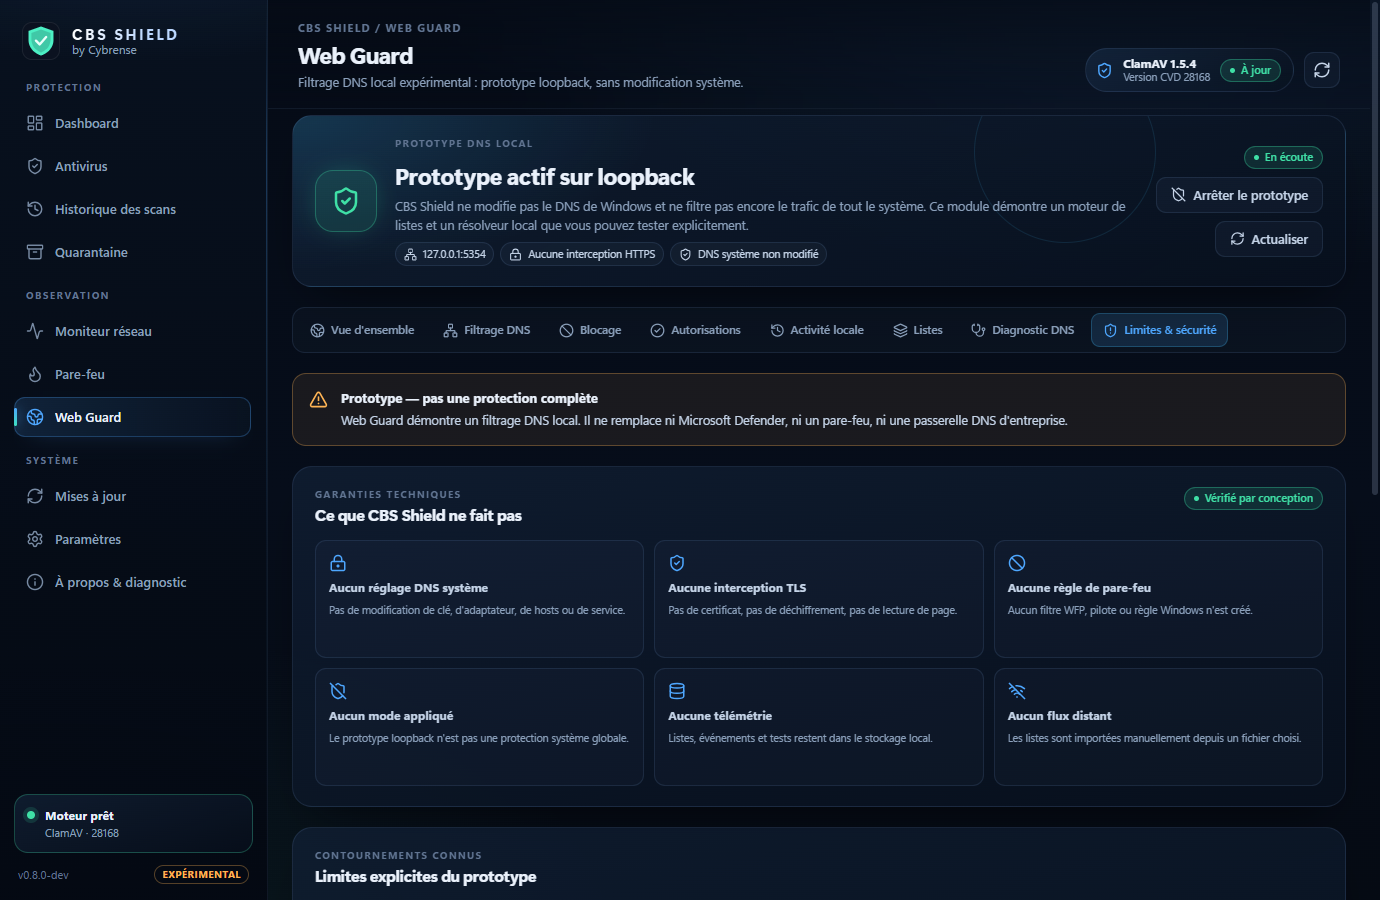 CBS SHIELD
by Cybrense
PROTECTION
Dashboard
Antivirus
Historique des scans
Quarantaine
OBSERVATION
Moniteur réseau
Pare-feu
Web Guard
SYSTÈME
Mises à jour
Paramètres
À propos & diagnostic
Moteur prêt
ClamAV · 28168
v0.8.0-dev
EXPÉRIMENTAL
CBS SHIELD / WEB GUARD
Web Guard
Filtrage DNS local expérimental : prototype loopback, sans modification système.
ClamAV 1.5.4
Version CVD 28168
À jour
PROTOTYPE DNS LOCAL
Prototype actif sur loopback
CBS Shield ne modifie pas le DNS de Windows et ne filtre pas encore le trafic de tout le système. Ce module démontre un moteur de
listes et un résolveur local que vous pouvez tester explicitement.
127.0.0.1:5354
Aucune interception HTTPS
DNS système non modifié
En écoute
Arrêter le prototype
Actualiser
Vue d'ensemble
Filtrage DNS
Blocage
Autorisations
Activité locale
Listes
Diagnostic DNS
Limites & sécurité
Prototype — pas une protection complète
Web Guard démontre un filtrage DNS local. Il ne remplace ni Microsoft Defender, ni un pare-feu, ni une passerelle DNS d'entreprise.
GARANTIES TECHNIQUES
Ce que CBS Shield ne fait pas
Vérifié par conception
Aucun réglage DNS système
Pas de modification de clé, d'adaptateur, de hosts ou de service.
Aucune interception TLS
Pas de certificat, pas de déchiffrement, pas de lecture de page.
Aucune règle de pare-feu
Aucun filtre WFP, pilote ou règle Windows n'est créé.
Aucun mode appliqué
Le prototype loopback n'est pas une protection système globale.
Aucune télémétrie
Listes, événements et tests restent dans le stockage local.
Aucun flux distant
Les listes sont importées manuellement depuis un fichier choisi.
CONTOURNEMENTS CONNUS
Limites explicites du prototype